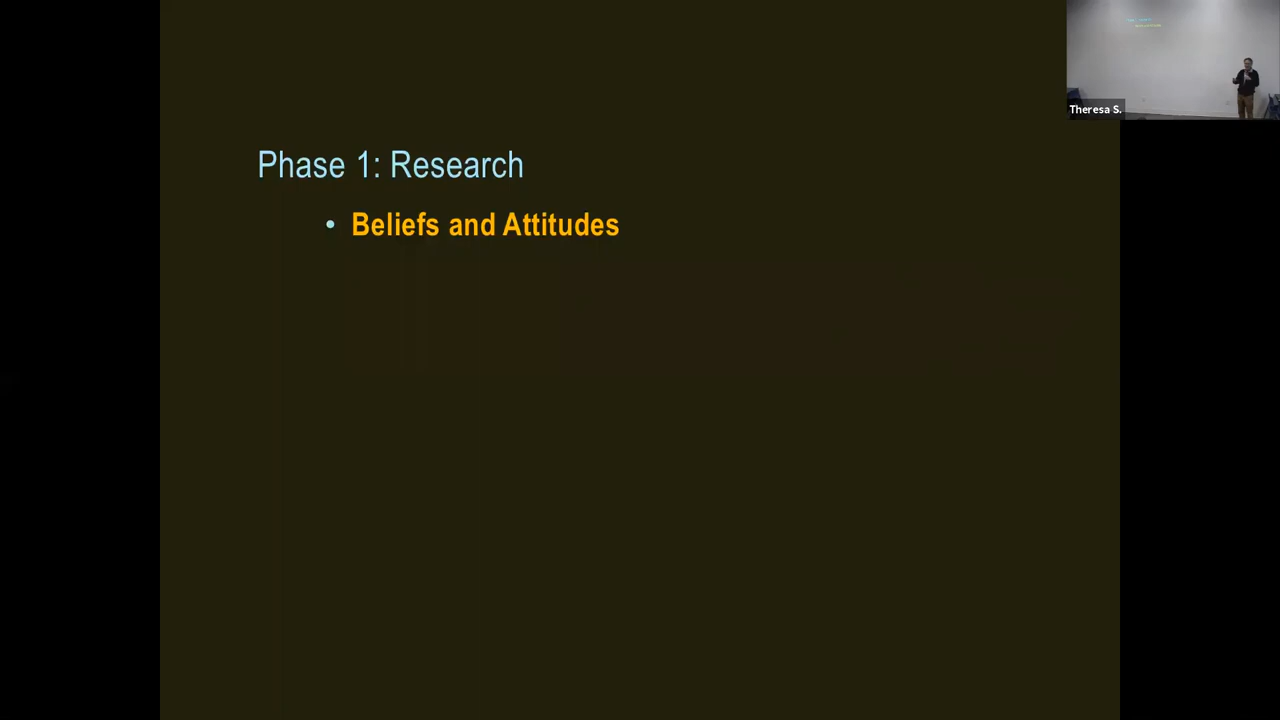 Phase 1: Research
• Beliefs and Attitudes
Theresa S.